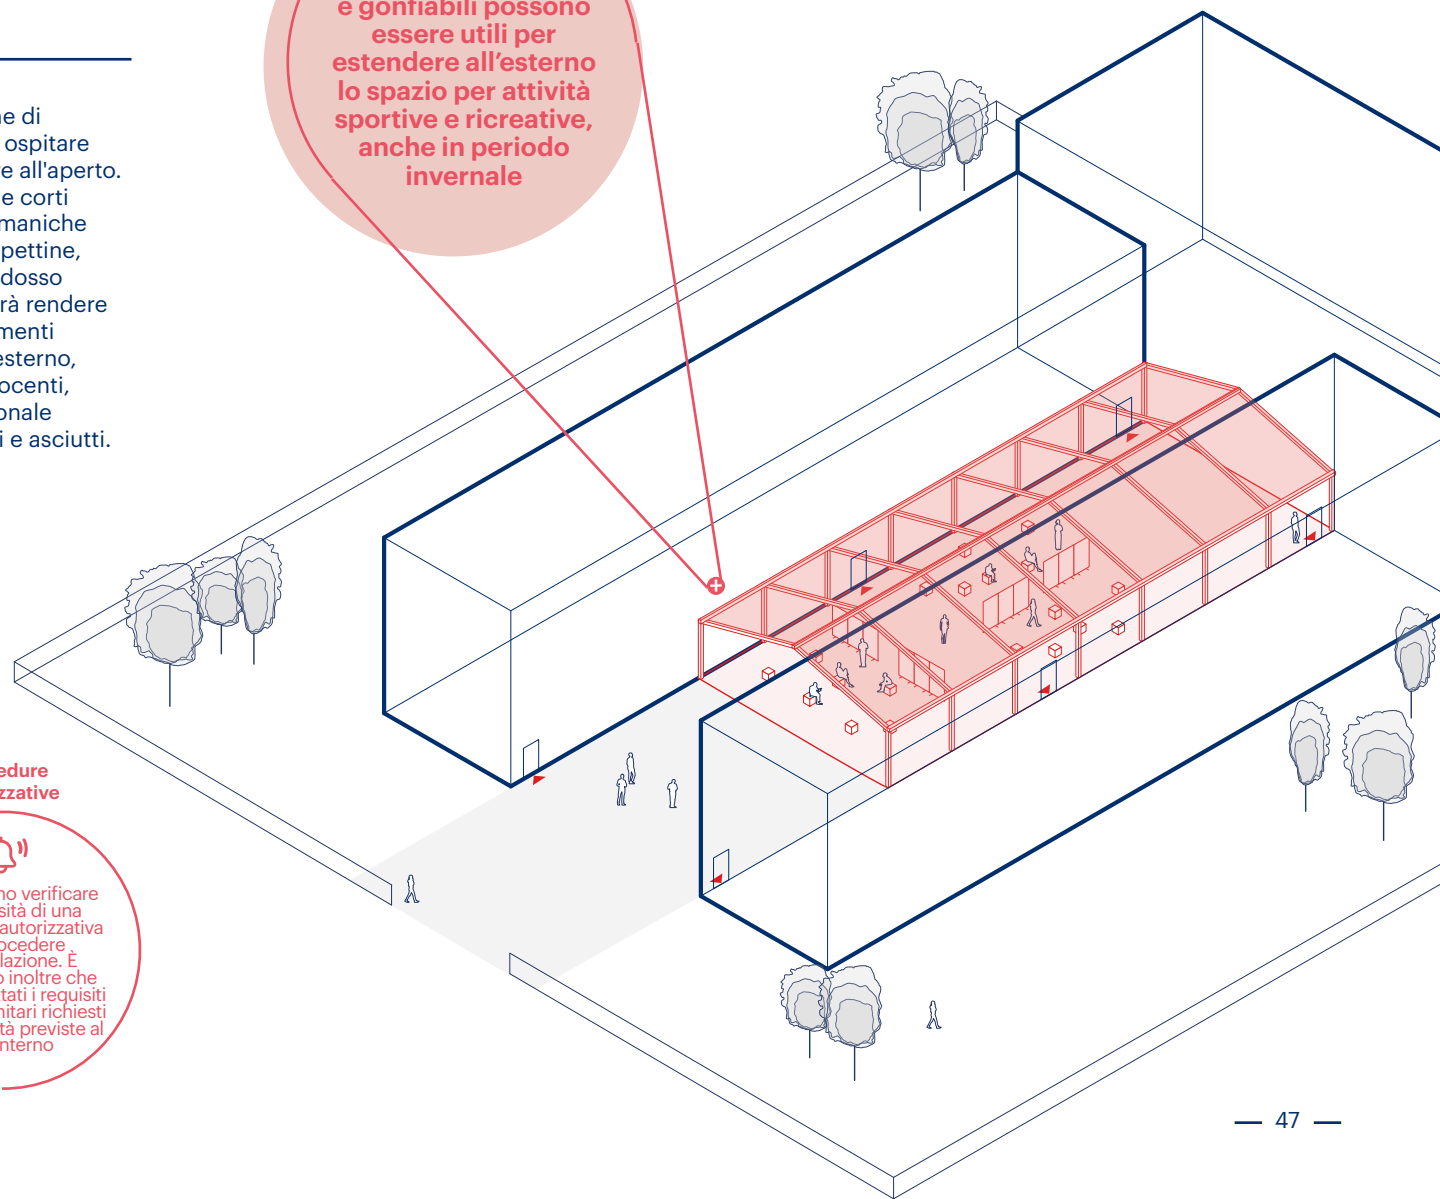 e gonfiabili possono
essere utili per
estendere all’esterno
lo spazio per attività
sportive e ricreative,
anche in periodo
invernale
ne di
ospitare
e all'aperto.
e corti
maniche
pettine,
dosso
rà rendere
menti
esterno,
ocenti,
onale
i e asciutti.
edure
zzative
no verificare
sità di una
autorizzativa
ocedere
lazione. È
o inoltre che
tati i requisiti
nitari richiesti
tà previste al
nterno
47